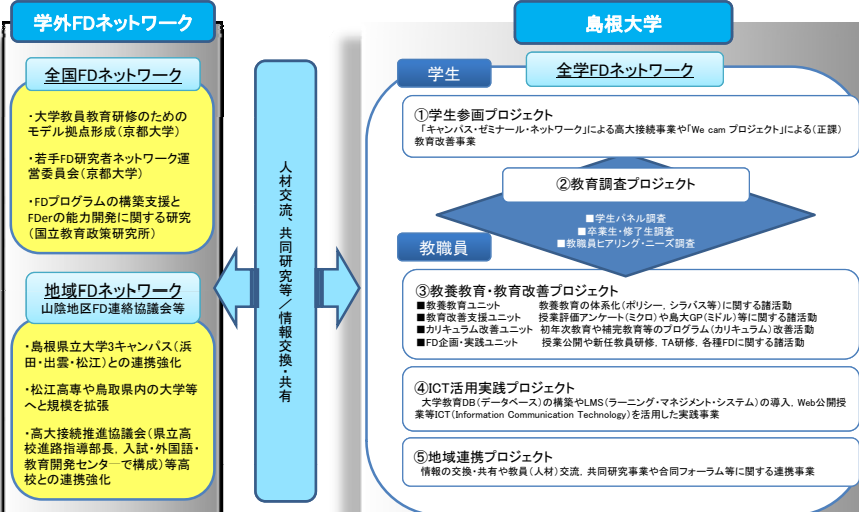 学外FDネットワーク
全国FDネットワーク
・大学教員教育研修のための
モデル拠点形成(京都大学)
・若手FD研究者ネットワーク運
営委員会(京都大学)
・FDプログラムの構築支援と
FDerの能力開発に関する研究
(国立教育政策研究所)
地域FDネットワーク
山陰地区FD連絡協議会等
・島根県立大学3キャンパス(浜
田・出雲・松江)との連携強化
・松江高専や鳥取県内の大学等
へと規模を拡張
・高大接続推進協議会(県立高
校進路指導部長,入試・外国語・
教育開発センターで構成)等高
校との連携強化
人材交流、共同研究等/情報交換・共有
島根大学
学生
全学FDネットワーク
①学生参画プロジェクト
「キャンパス・ゼミナール・ネットワーク」による高大接続事業や「We cam プロジェクト」による(正課)
教育改善事業
②教育調査プロジェクト
■学生パネル調査
■卒業生・修了生調査
■教職員ヒアリング・ニーズ調査
教職員
③教養教育・教育改善プロジェクト
■教養教育ユニット 教養教育の体系化(ポリシー,シラバス等)に関する諸活動
■教育改善支援ユニット 授業評価アンケート(ミクロ)や島大GP(ミドル)等に関する諸活動
■カリキュラム改善ユニット 初年次教育や補完教育等のプログラム(カリキュラム)改善活動
■FD企画・実践ユニット 授業公開や新任教員研修,TA研修,各種FDに関する諸活動
④ICT活用実践プロジェクト
大学教育DB(データベース)の構築やLMS(ラーニング・マネジメント・システム)の導入,Web公開授
業等ICT(Information Communication Technology)を活用した実践事業
⑤地域連携プロジェクト
情報の交換・共有や教員(人材)交流,共同研究事業や合同フォーラム等に関する連携事業